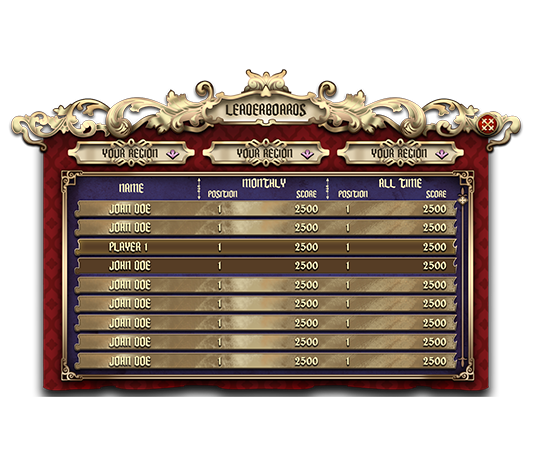 LEADERBOARDS
YOUR REGION YOUR REGION YOUR REGION
NAME MONTHLY ALL TIME
POSITION SCORE POSITION SCORE
JOHN DOE 1 2500 1 2500
JOHN DOE 1 2500 1 2500
PLAYER 1 1 2500 1 2500
JOHN DOE 1 2500 1 2500
JOHN DOE 1 2500 1 2500
JOHN DOE 1 2500 1 2500
JOHN DOE 1 2500 1 2500
JOHN DOE 1 2500 1 2500
JOHN DOE 1 2500 1 2500